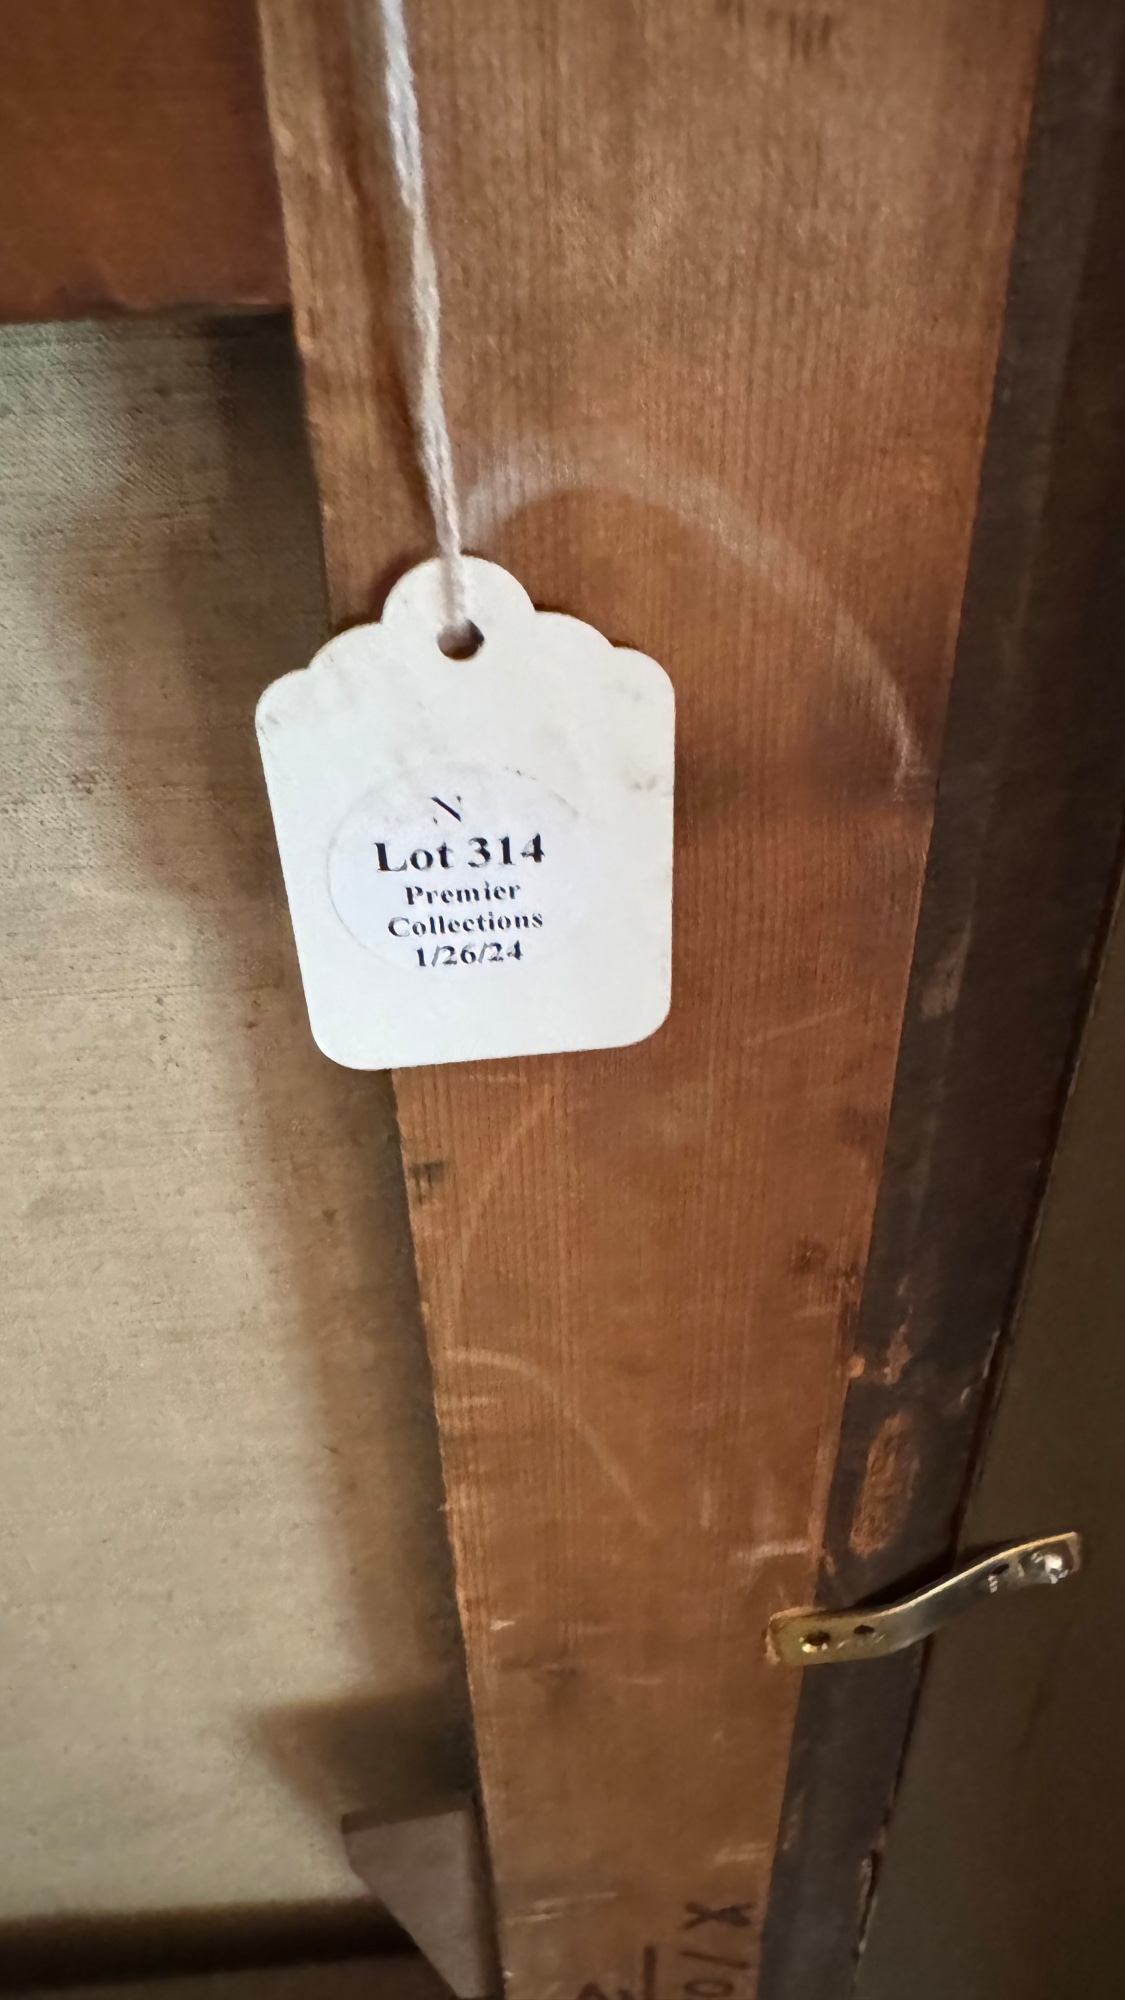 N
Lot 314
Premier
Collections
1/26/24